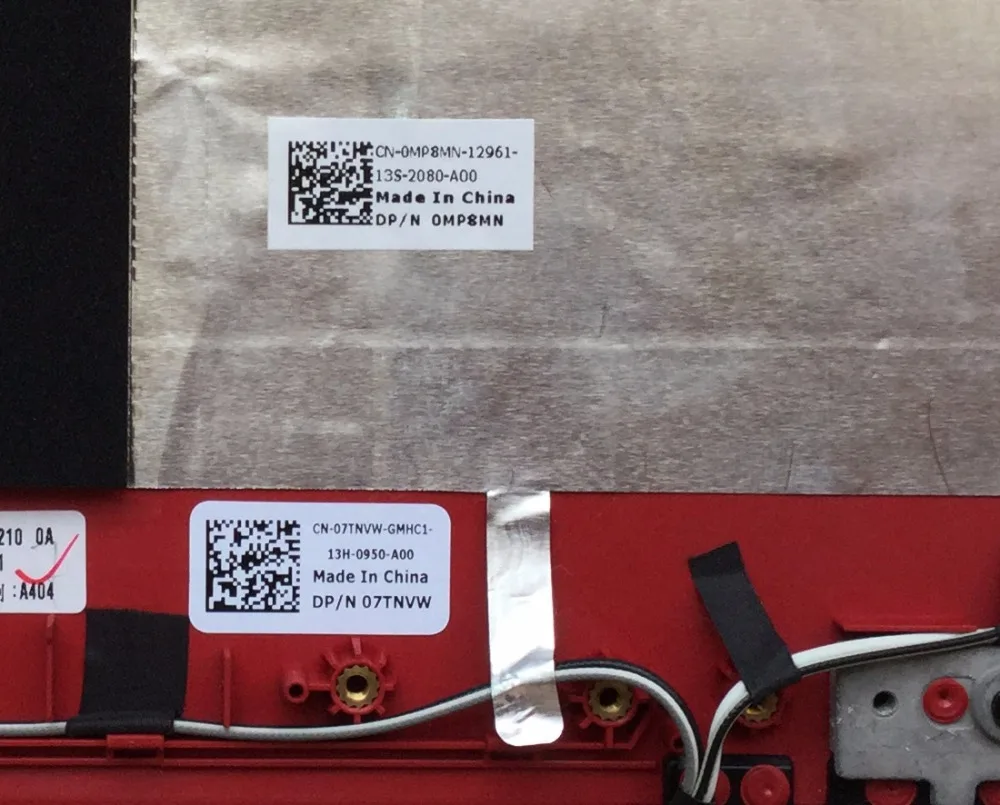 CN-0MP8MN-12961-
13S-2080-A00
Made In China
DP/N 0MP8MN
210 0A
:A404
CN-07TNVW-GMHC1-
13H-0950-A00
Made In China
DP/N 07TNVW